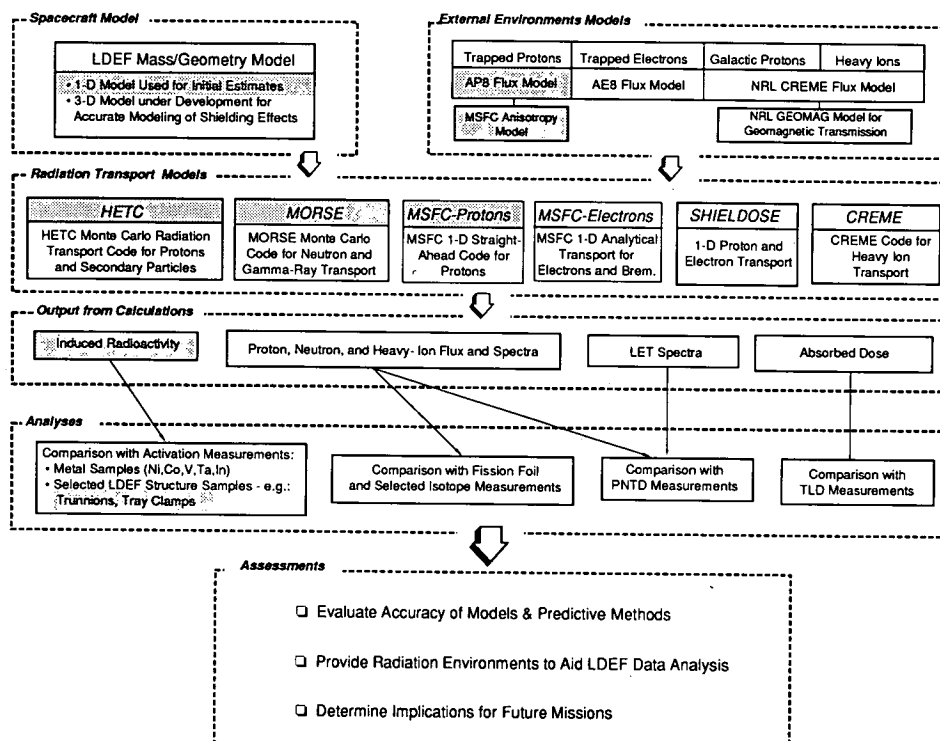 Spacecraft Model
LDEF Mass/Geometry Model
• 1-D Model Used for Initial Estimates
• 3-D Model under Development for
Accurate Modeling of Shielding Effects
External Environments Models
Trapped Protons
Trapped Electrons
Galactic Protons
Heavy Ions
AP8 Flux Model
AE8 Flux Model
NRL CREME Flux Model
MSFC Anisotropy
Model
NRL GEOMAG Model for
Geomagnetic Transmission
Radiation Transport Models
HETC
HETC Monte Carlo Radiation
Transport Code for Protons
and Secondary Particles
MORSE
MORSE Monte Carlo
Code for Neutron and
Gamma-Ray Transport
MSFC-Protons
MSFC 1-D Straight-
Ahead Code for
Protons
MSFC-Electrons
MSFC 1-D Analytical
Transport for
Electrons and Brem.
SHIELDOSE
1-D Proton and
Electron Transport
CREME
CREME Code for
Heavy Ion
Transport
Output from Calculations
Induced Radioactivity
Proton, Neutron, and Heavy- Ion Flux and Spectra
LET Spectra
Absorbed Dose
Analyses
Comparison with Activation Measurements:
• Metal Samples (Ni,Co,V,Ta,In)
• Selected LDEF Structure Samples - e.g.:
Trunnions, Tray Clamps
Comparison with Fission Foil
and Selected Isotope Measurements
Comparison with
PNTD Measurements
Comparison with
TLD Measurements
Assessments
❏ Evaluate Accuracy of Models & Predictive Methods
❏ Provide Radiation Environments to Aid LDEF Data Analysis
❏ Determine Implications for Future Missions